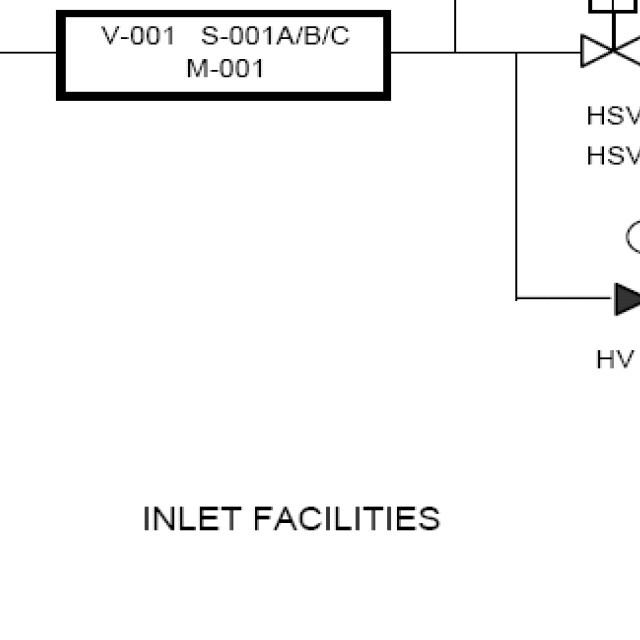 V-001 S-001A/B/C
M-001
HSV
HSV
HV
INLET FACILITIES